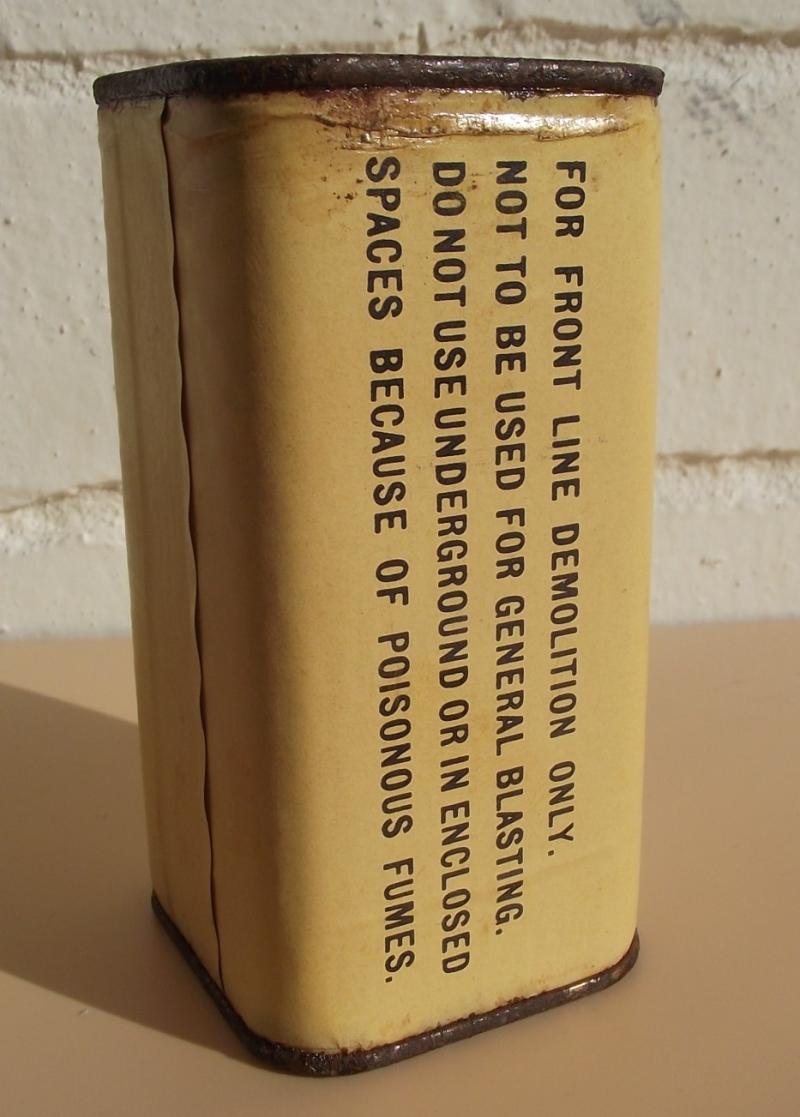 FOR FRONT LINE DEMOLITION ONLY.
NOT TO BE USED FOR GENERAL BLASTING.
DO NOT USE UNDERGROUND OR IN ENCLOSED
SPACES BECAUSE OF POISONOUS FUMES.